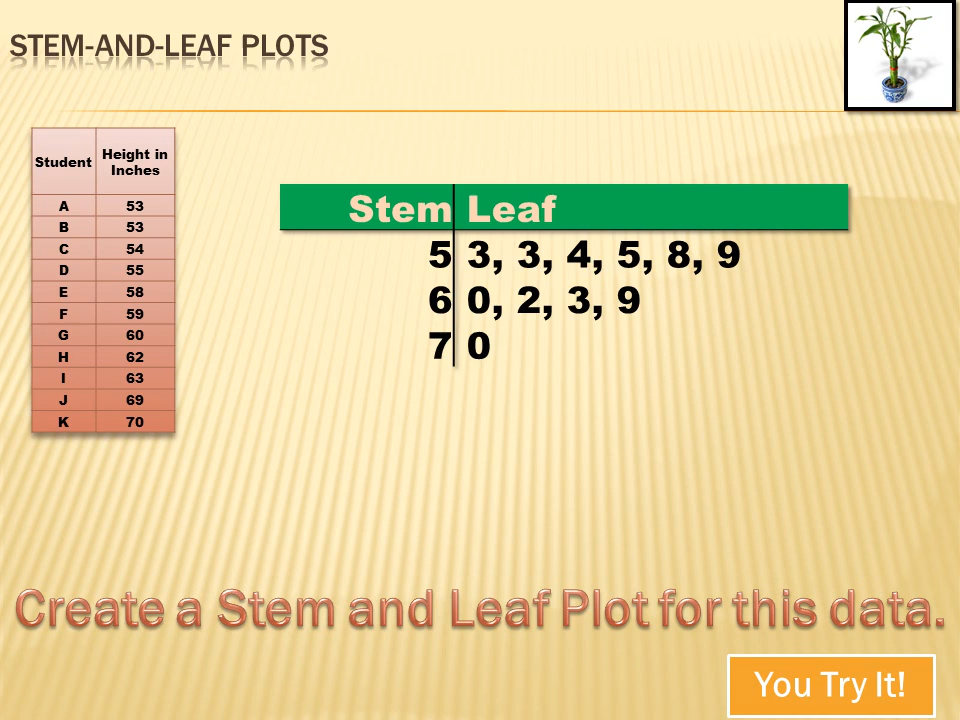 STEM-AND-LEAF PLOTS
Student Height in
Inches
A 53
B 53
C 54
D 55
E 58
F 59
G 60
H 62
I 63
J 69
K 70
Stem Leaf
5 3, 3, 4, 5, 8, 9
6 0, 2, 3, 9
7 0
Create a Stem and Leaf Plot for this data.
You Try It!